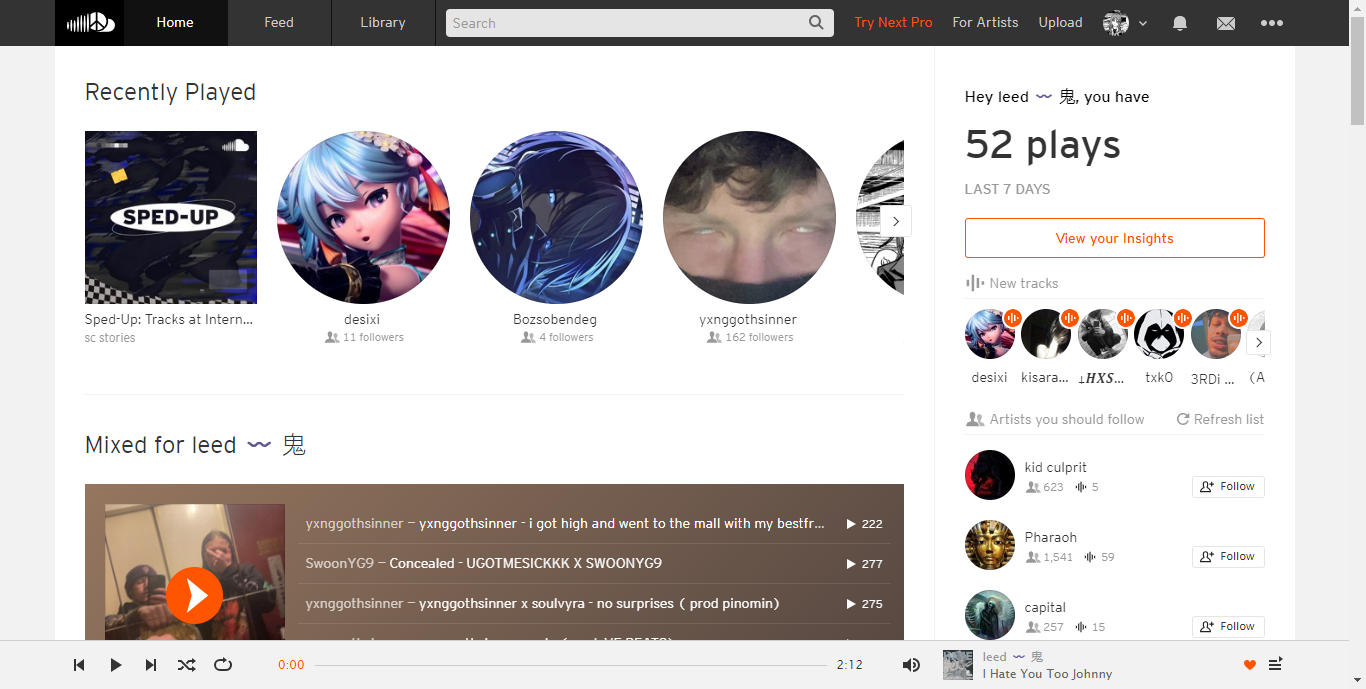 Home
Feed
Library
Search
Try Next Pro
For Artists
Upload
Recently Played
SPED-UP
Sped-Up: Tracks at Intern...
sc stories
desixi
11 followers
Bozsobendeg
4 followers
yxnggothsinner
162 followers
Mixed for leed 〰 鬼
yxnggothsinner – yxnggothsinner - i got high and went to the mall with my bestfr...
222
SwoonYG9 – Concealed - UGOTMESICKKK X SWOONYG9
277
yxnggothsinner – yxnggothsinner x soulvyra - no surprises ( prod pinomin)
275
Hey leed 〰 鬼, you have
52 plays
LAST 7 DAYS
View your Insights
New tracks
desixi
kisara...
↓𝑯𝑿𝑺...
txk0
3RDi ...
(A
Artists you should follow
Refresh list
kid culprit
623
5
Follow
Pharaoh
1,541
59
Follow
capital
257
15
Follow
0:00
2:12
leed 〰 鬼
I Hate You Too Johnny